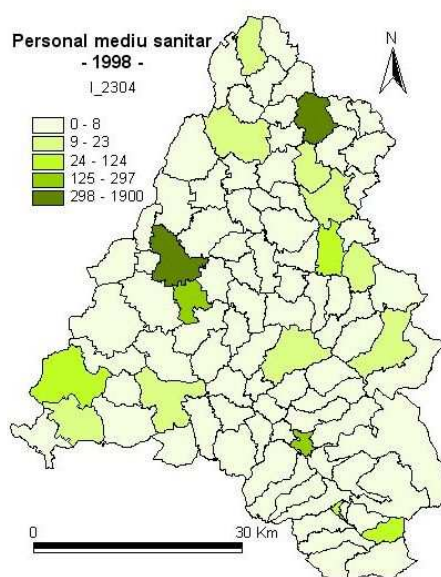 Personal mediu sanitar
- 1998 -
I_2304
N
0 - 8
9 - 23
24 - 124
125 - 297
298 - 1900
0 30 Km